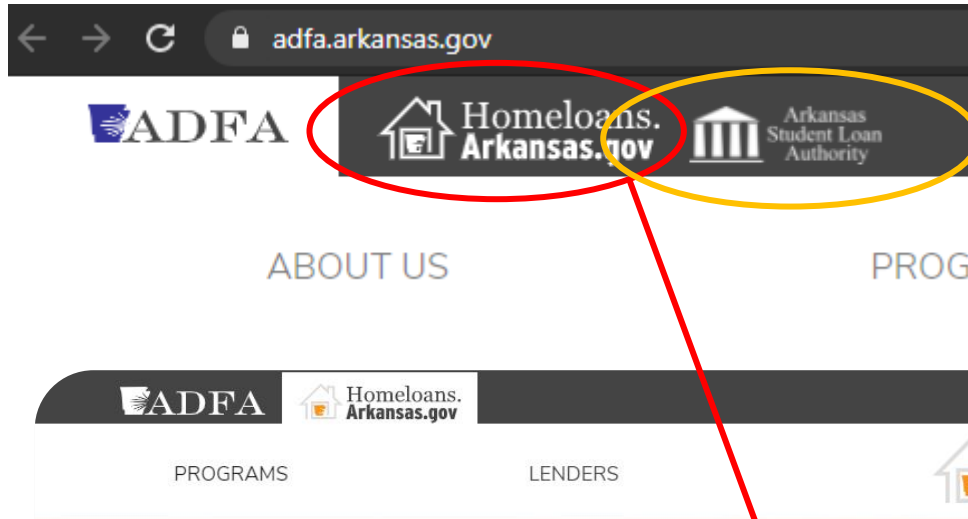 adfa.arkansas.gov
ADFA
Homeloans.
Arkansas.gov
Arkansas
Student Loan
Authority
ABOUT US
PROG
ADFA
Homeloans.
Arkansas.gov
PROGRAMS
LENDERS